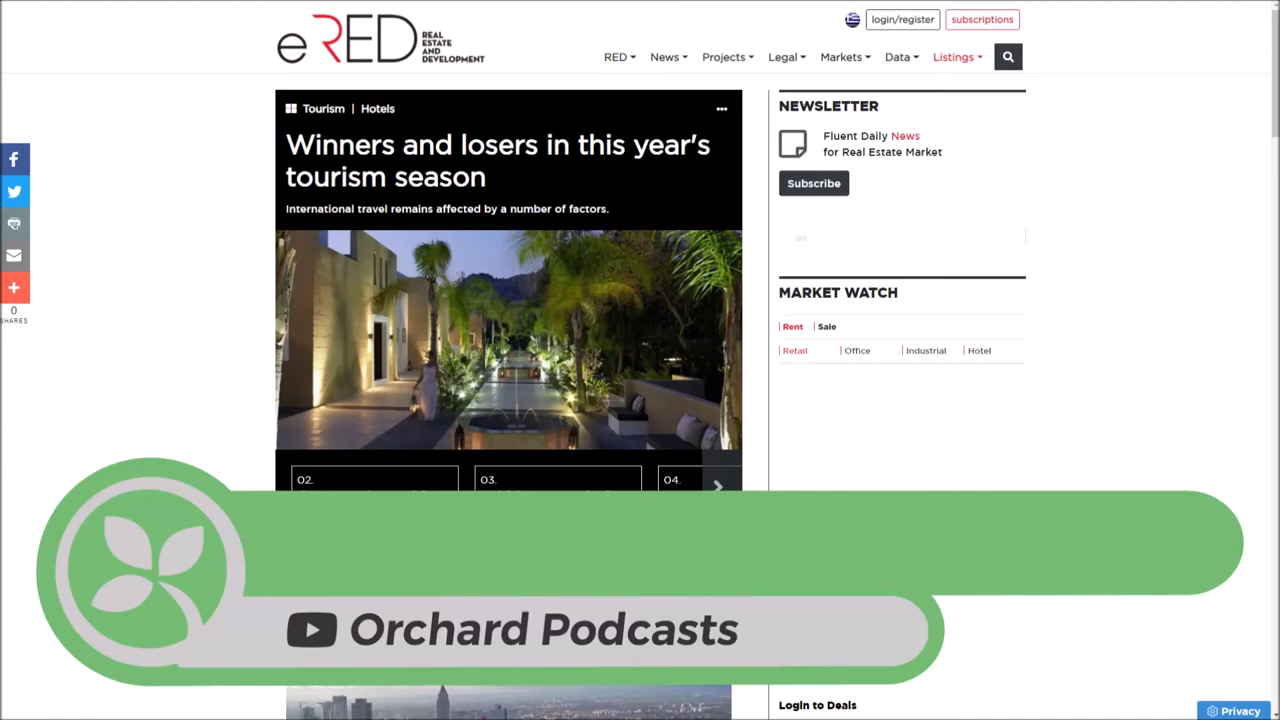 login/register
subscriptions
eRED REAL
ESTATE
AND
DEVELOPMENT
RED News Projects Legal Markets Data Listings
Tourism | Hotels
Winners and losers in this year's
tourism season
International travel remains affected by a number of factors.
02.
03.
04.
NEWSLETTER
Fluent Daily News
for Real Estate Market
Subscribe
MARKET WATCH
Rent
Sale
Retail
Office
Industrial
Hotel
0
SHARES
Orchard Podcasts
Login to Deals
Privacy